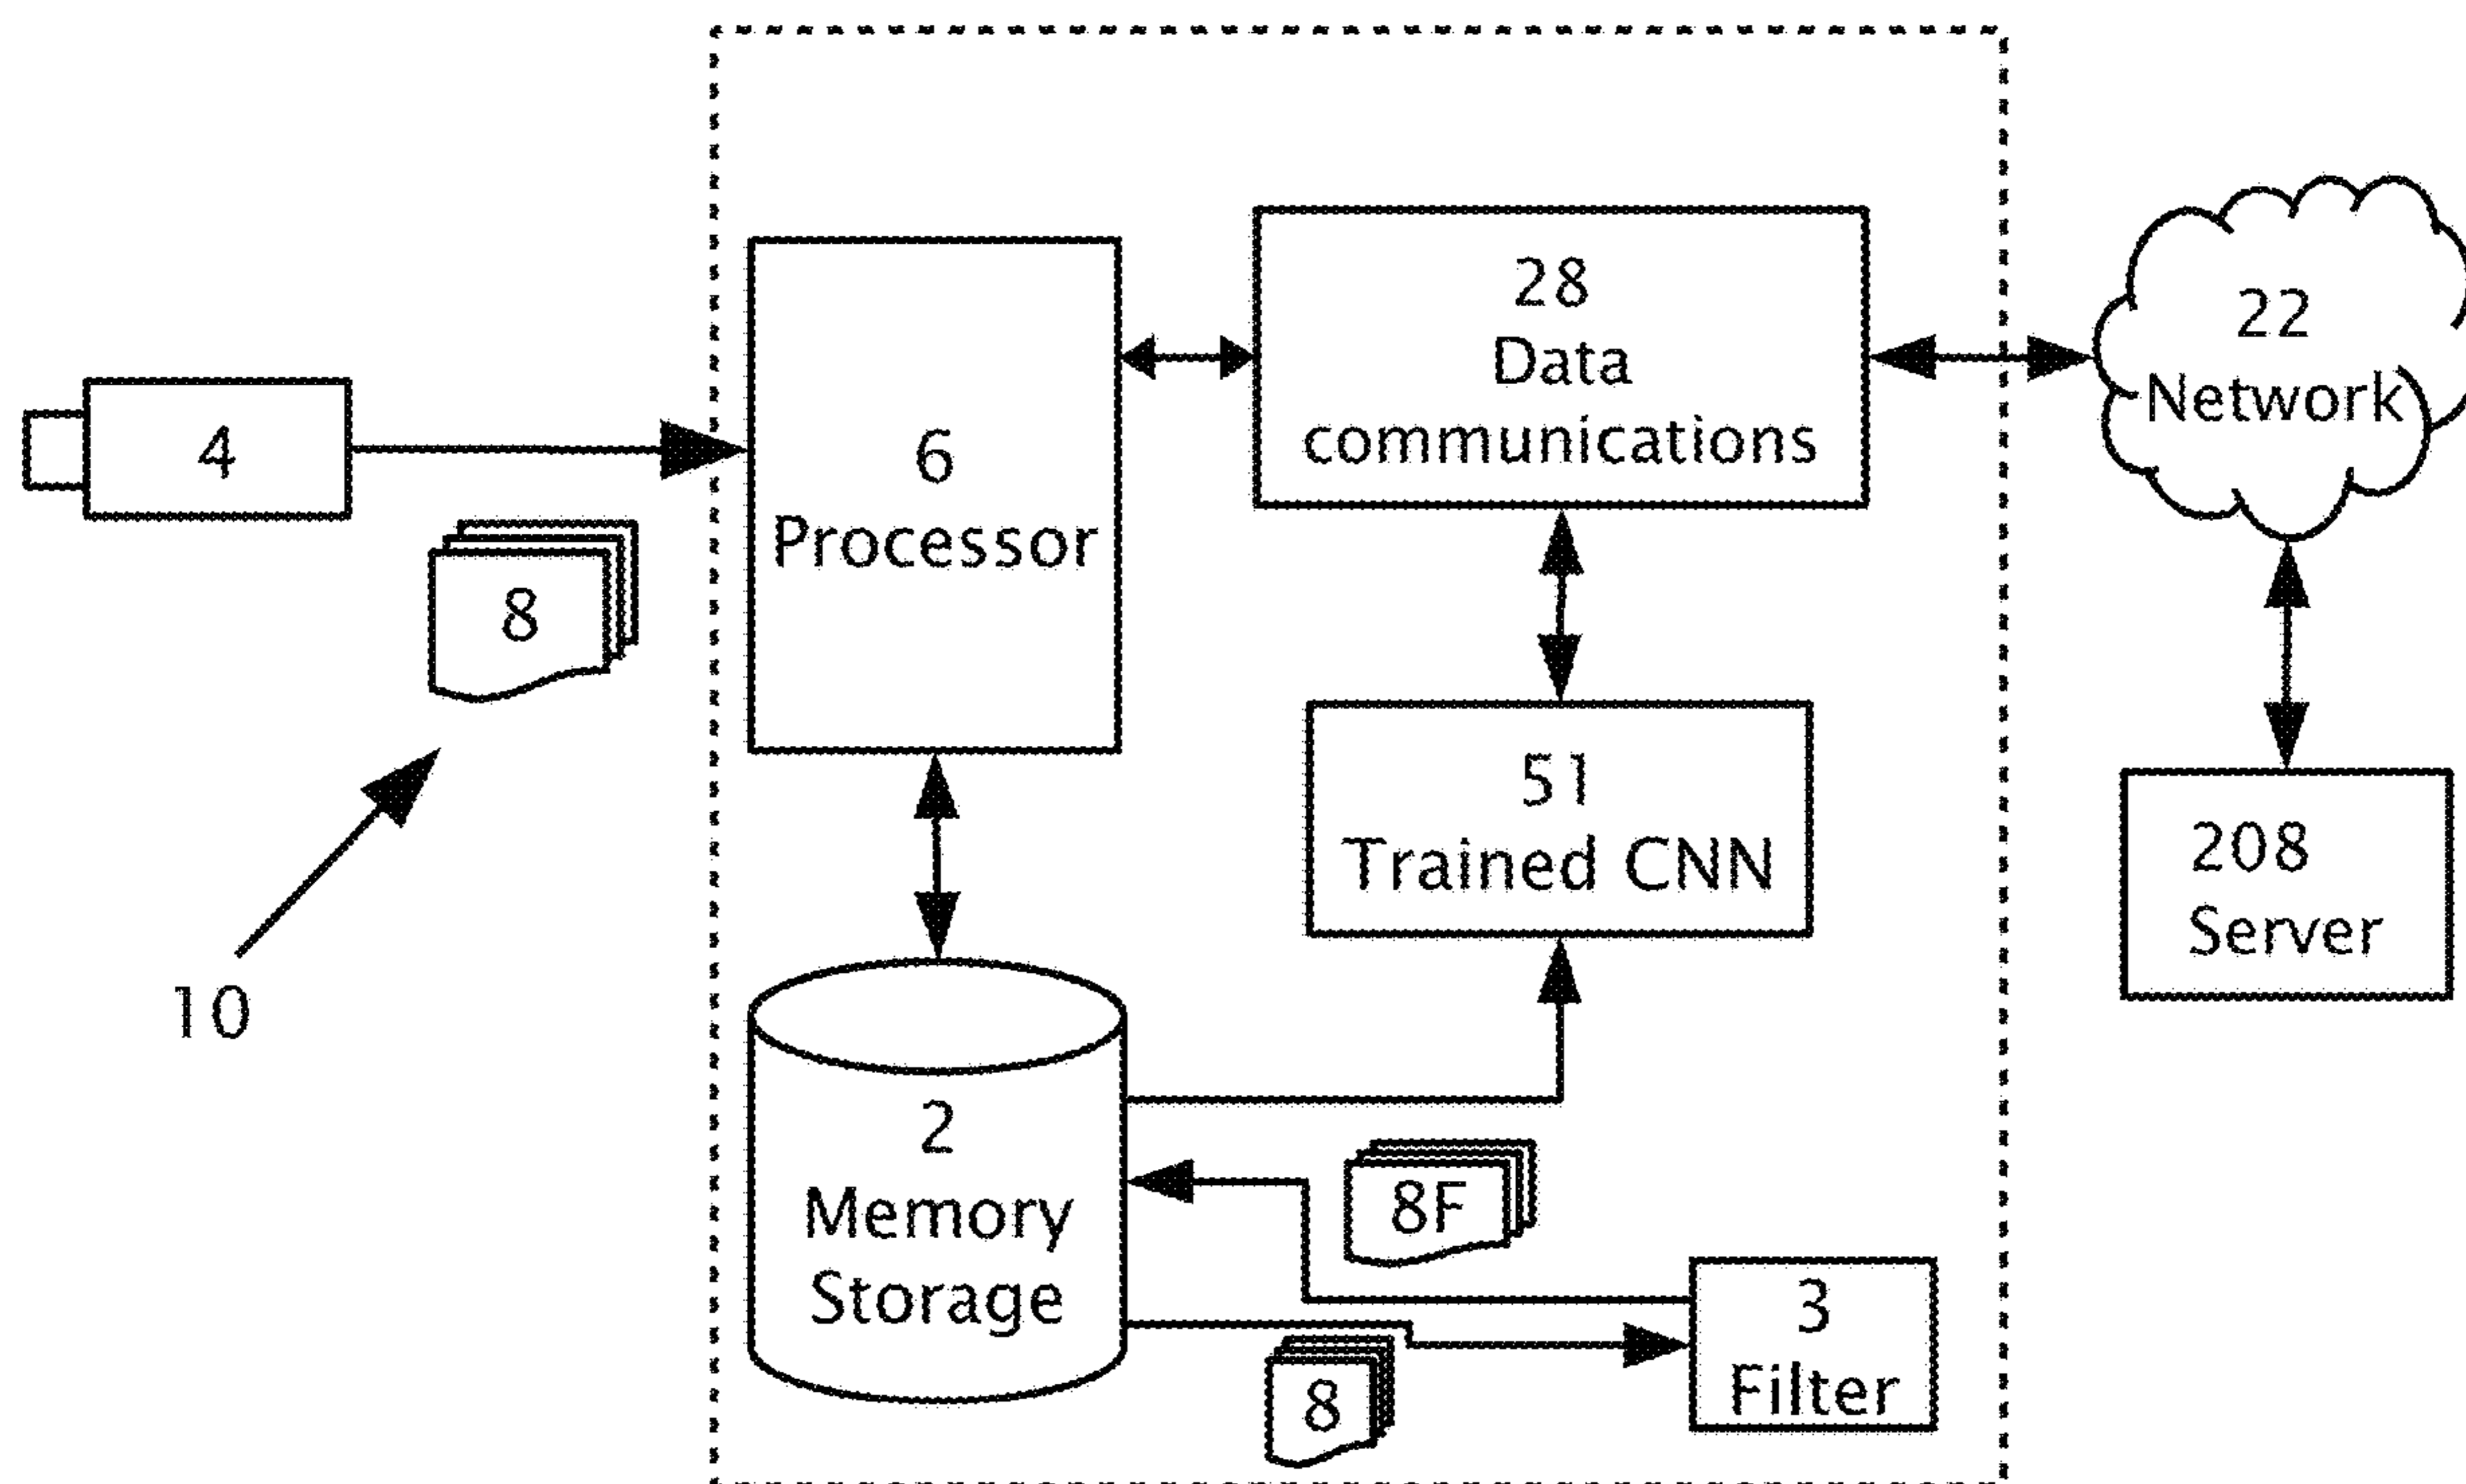 4
8
10
6
Processor
28
Data
communications
22
Network
51
Trained CNN
208
Server
2
Memory
Storage
8F
8
3
Filter